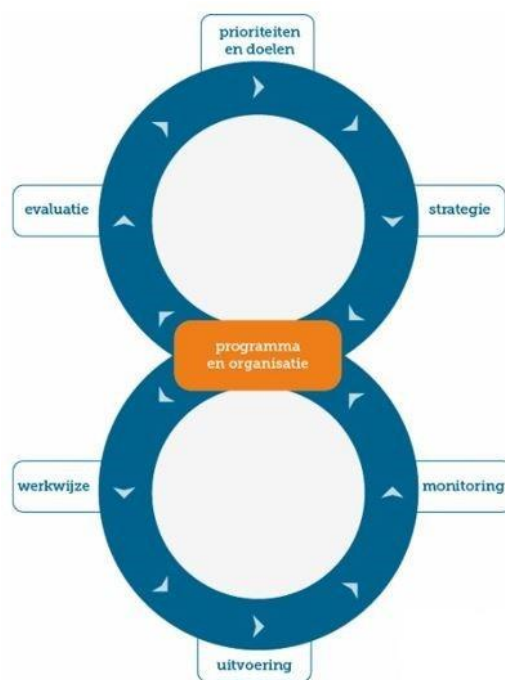 prioriteiten
en doelen
evaluatie
strategie
programma
en organisatie
werkwijze
monitoring
uitvoering